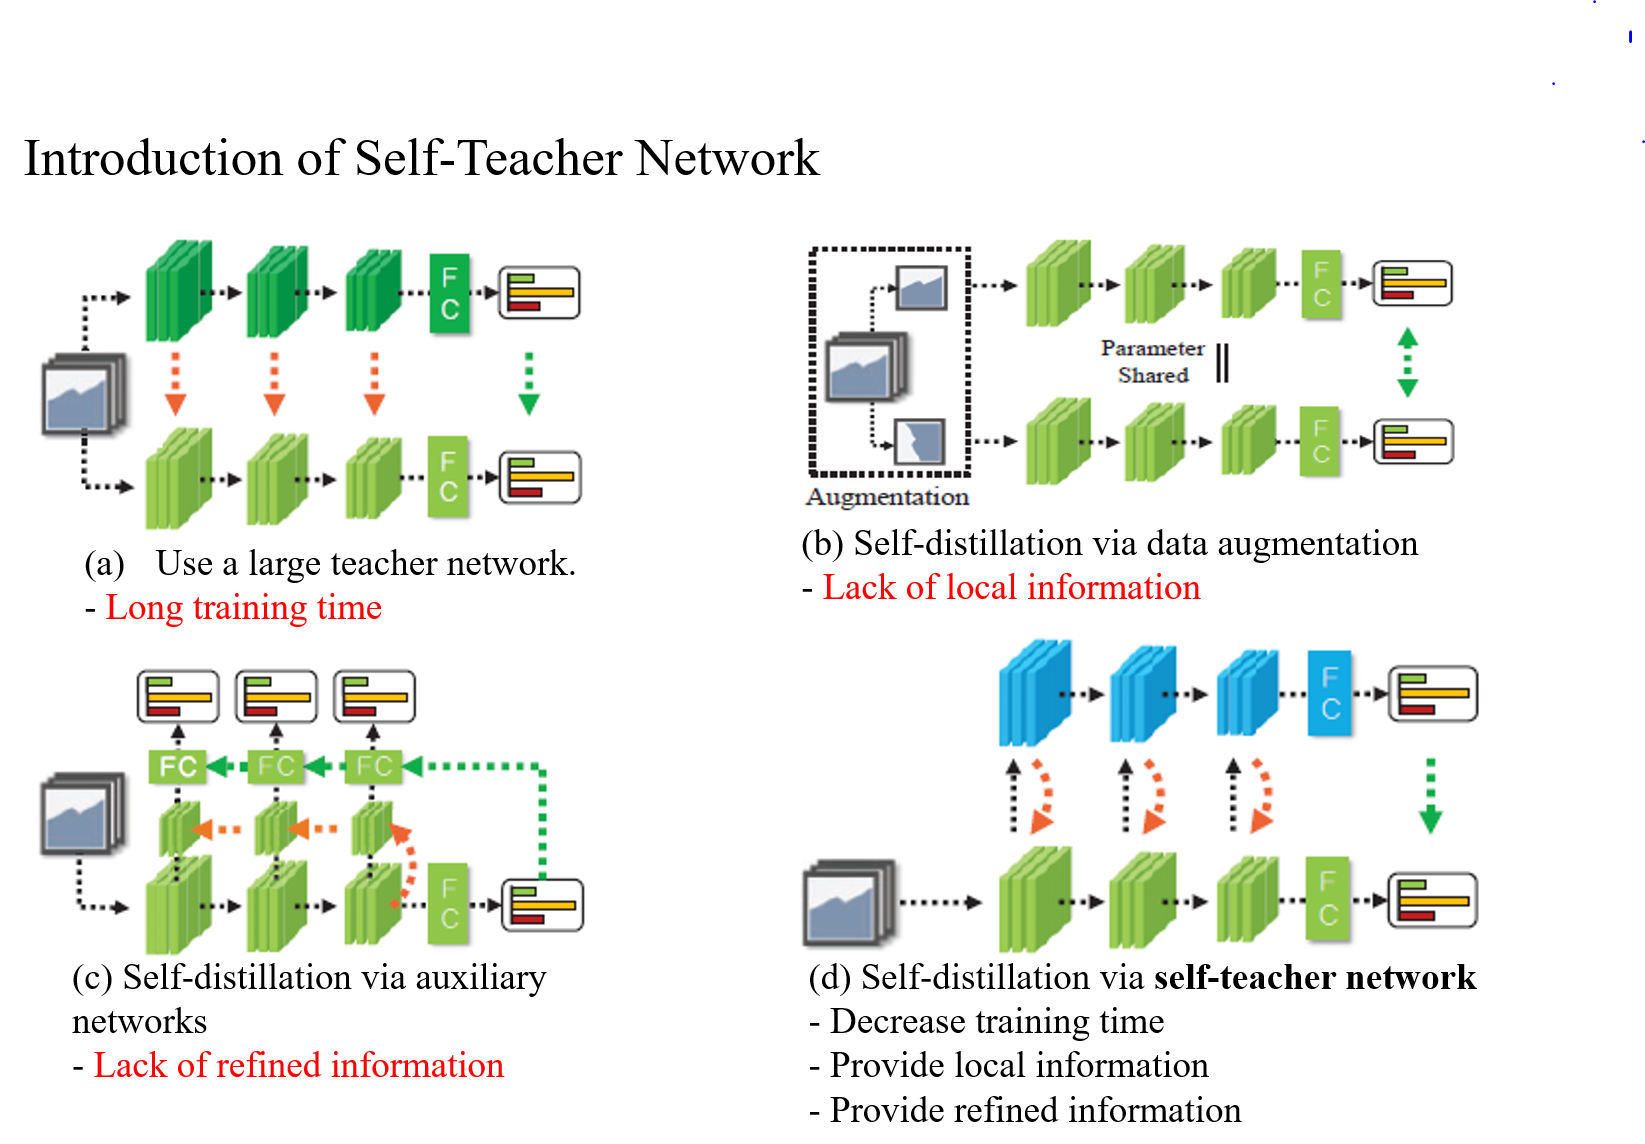 Introduction of Self-Teacher Network
F
C
F
C
(a) Use a large teacher network.
- Long training time
F
C
Parameter
Shared
F
C
Augmentation
(b) Self-distillation via data augmentation
- Lack of local information
FC FC FC
F
C
(c) Self-distillation via auxiliary
networks
- Lack of refined information
F
C
F
C
(d) Self-distillation via self-teacher network
- Decrease training time
- Provide local information
- Provide refined information